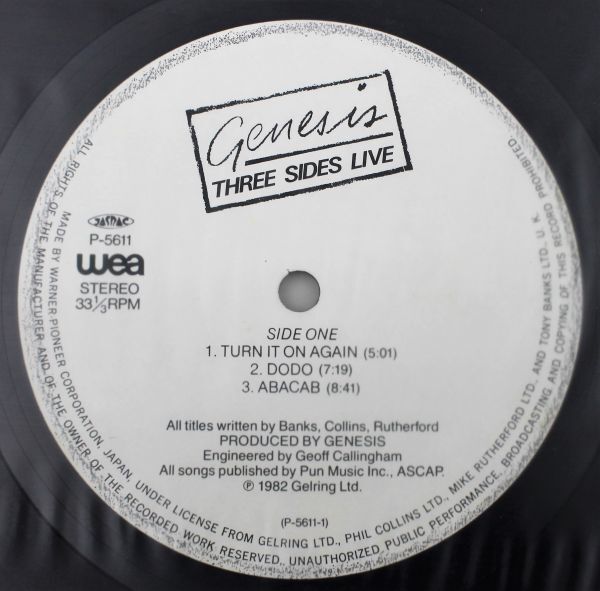 Genesis
THREE SIDES LIVE
JASRAC
P-5611
wea
STEREO
33 1/3 RPM
SIDE ONE
1. TURN IT ON AGAIN (5:01)
2. DODO (7:19)
3. ABACAB (8:41)
All titles written by Banks, Collins, Rutherford
PRODUCED BY GENESIS
Engineered by Geoff Callingham
All songs published by Pun Music Inc., ASCAP.
℗ 1982 Gelring Ltd.
(P-5611-1)
MADE BY WARNER-PIONEER CORPORATION, JAPAN, UNDER LICENSE FROM GELRING LTD., PHIL COLLINS LTD., MIKE RUTHERFORD LTD., AND TONY BANKS LTD. U. K.
ALL RIGHTS OF THE MANUFACTURER AND OF THE OWNER OF THE RECORDED WORK RESERVED. UNAUTHORIZED PUBLIC PERFORMANCE, BROADCASTING AND COPYING OF THIS RECORD PROHIBITED